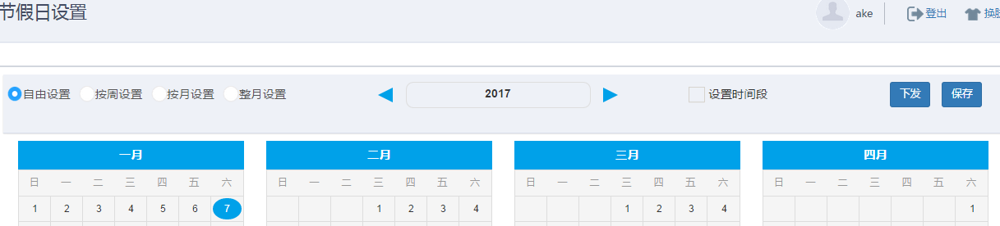 节假日设置
ake 登出 换肤
自由设置 按周设置 按月设置 整月设置 2017 设置时间段 下发 保存
一月 二月 三月 四月
日 一 二 三 四 五 六 日 一 二 三 四 五 六 日 一 二 三 四 五 六 日 一 二 三 四 五 六
1 2 3 4 5 6 7 1 2 3 4 1 2 3 4 1